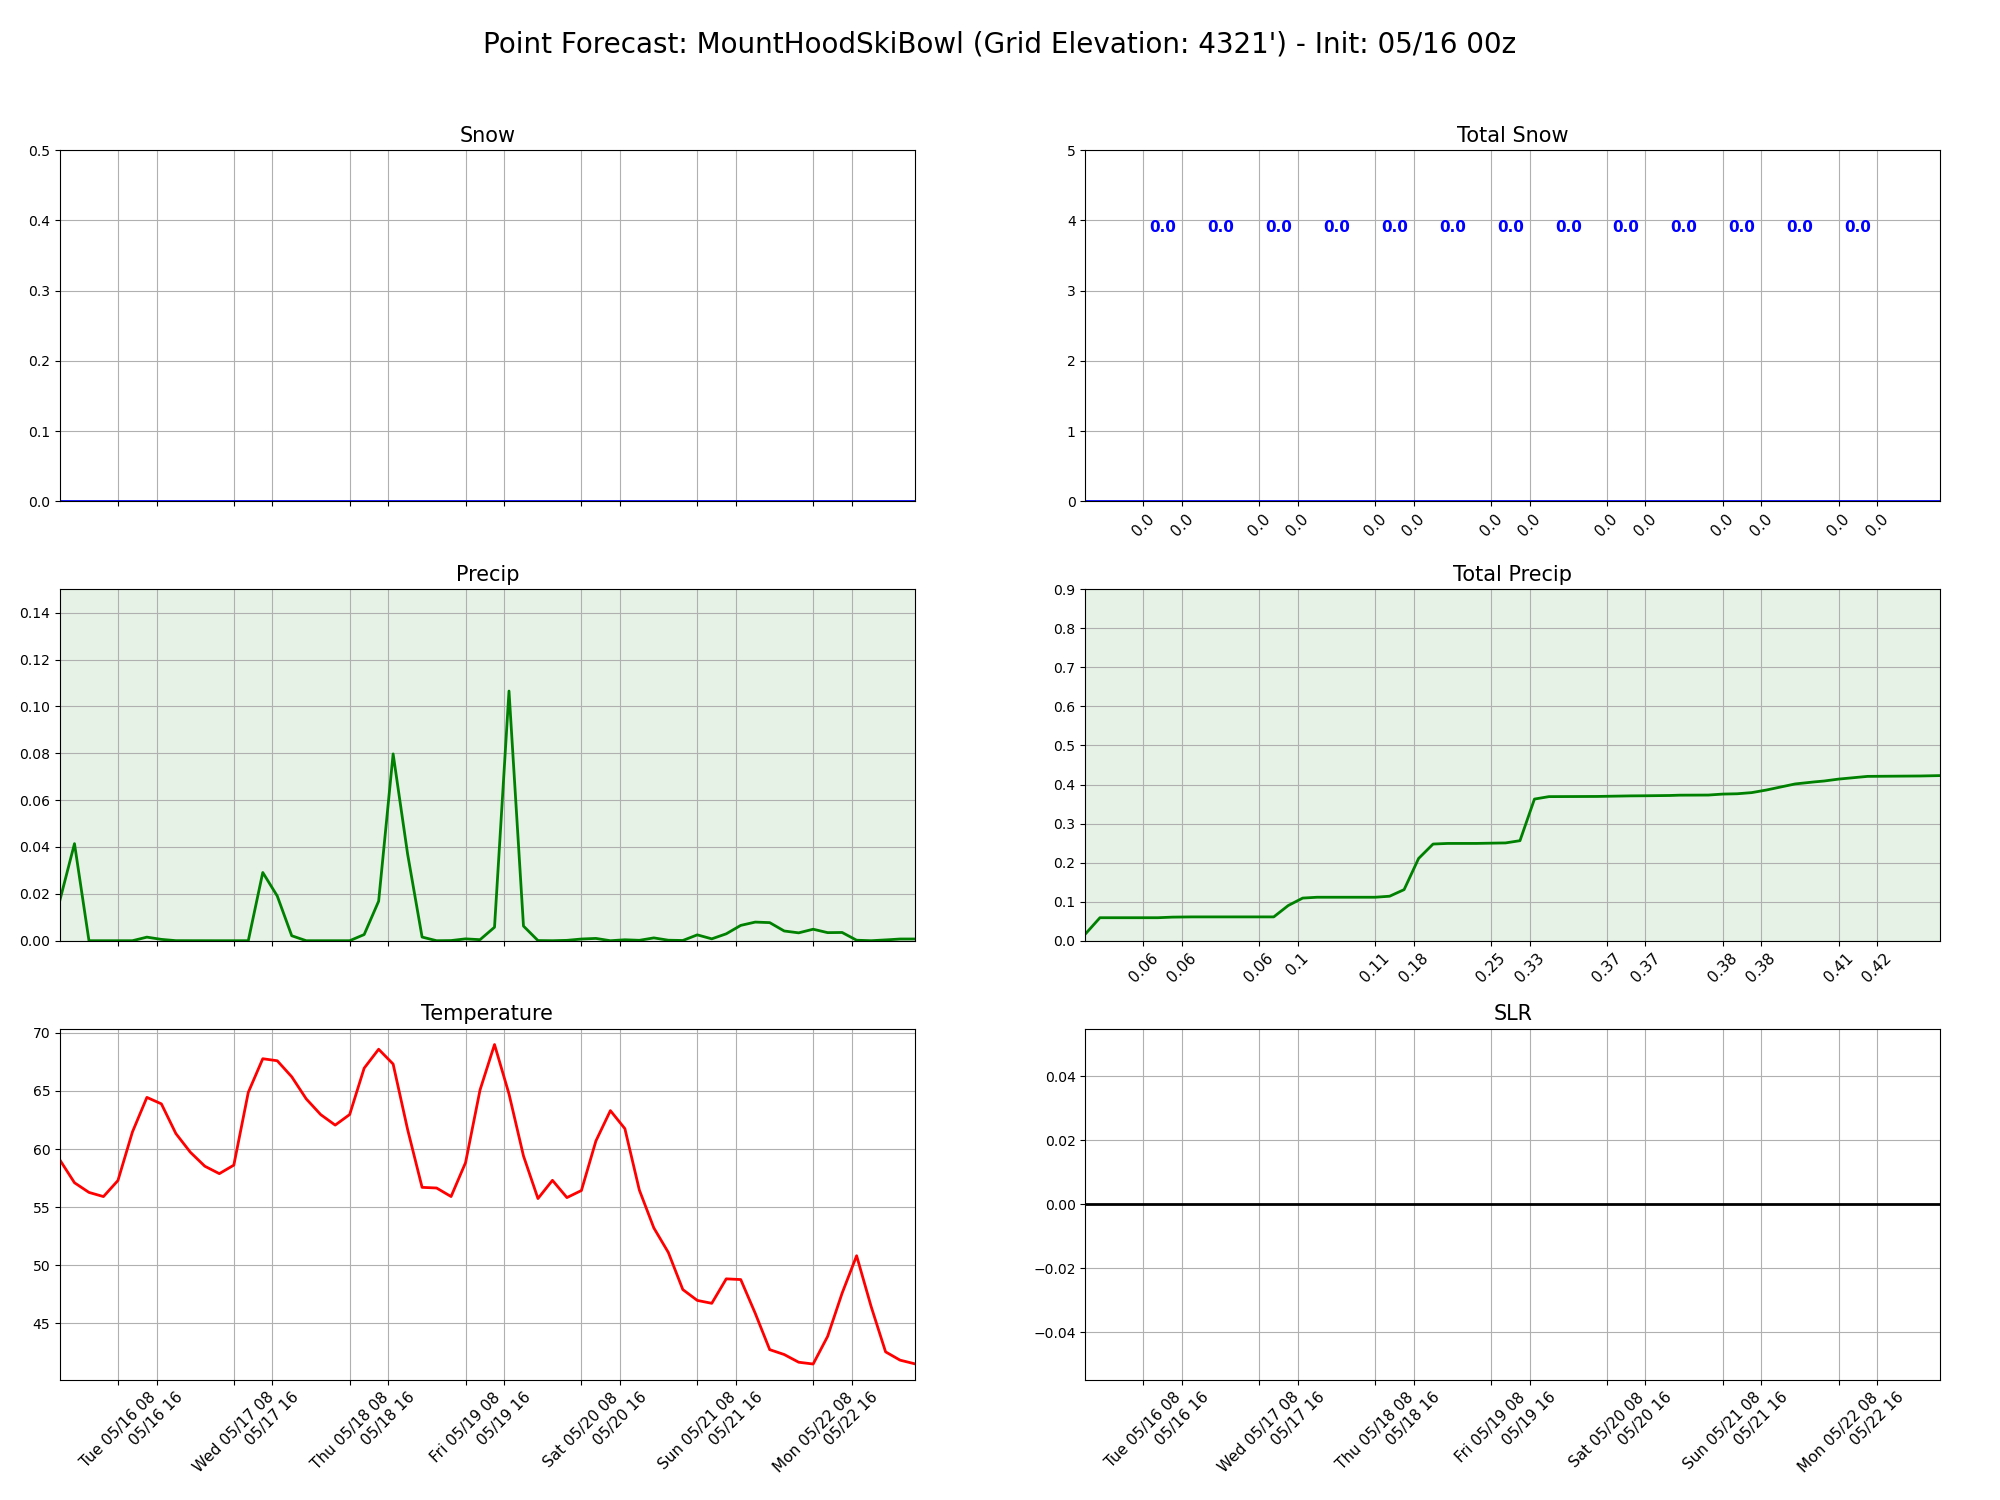 Point Forecast: MountHoodSkiBowl (Grid Elevation: 4321') - Init: 05/16 00z
Snow
0.5
0.4
0.3
0.2
0.1
0.0
Total Snow
5
4
3
2
1
0
0.0 0.0 0.0 0.0 0.0 0.0 0.0 0.0 0.0 0.0 0.0 0.0 0.0
0.0 0.0 0.0 0.0 0.0 0.0 0.0 0.0 0.0 0.0 0.0 0.0 0.0 0.0
Precip
0.14
0.12
0.10
0.08
0.06
0.04
0.02
0.00
Total Precip
0.9
0.8
0.7
0.6
0.5
0.4
0.3
0.2
0.1
0.0
0.06 0.06 0.06 0.1 0.11 0.18 0.25 0.33 0.37 0.37 0.38 0.38 0.41 0.42
Temperature
70
65
60
55
50
45
Tue 05/16 08
05/16 16
Wed 05/17 08
05/17 16
Thu 05/18 08
05/18 16
Fri 05/19 08
05/19 16
Sat 05/20 08
05/20 16
Sun 05/21 08
05/21 16
Mon 05/22 08
05/22 16
SLR
0.04
0.02
0.00
−0.02
−0.04
Tue 05/16 08
05/16 16
Wed 05/17 08
05/17 16
Thu 05/18 08
05/18 16
Fri 05/19 08
05/19 16
Sat 05/20 08
05/20 16
Sun 05/21 08
05/21 16
Mon 05/22 08
05/22 16